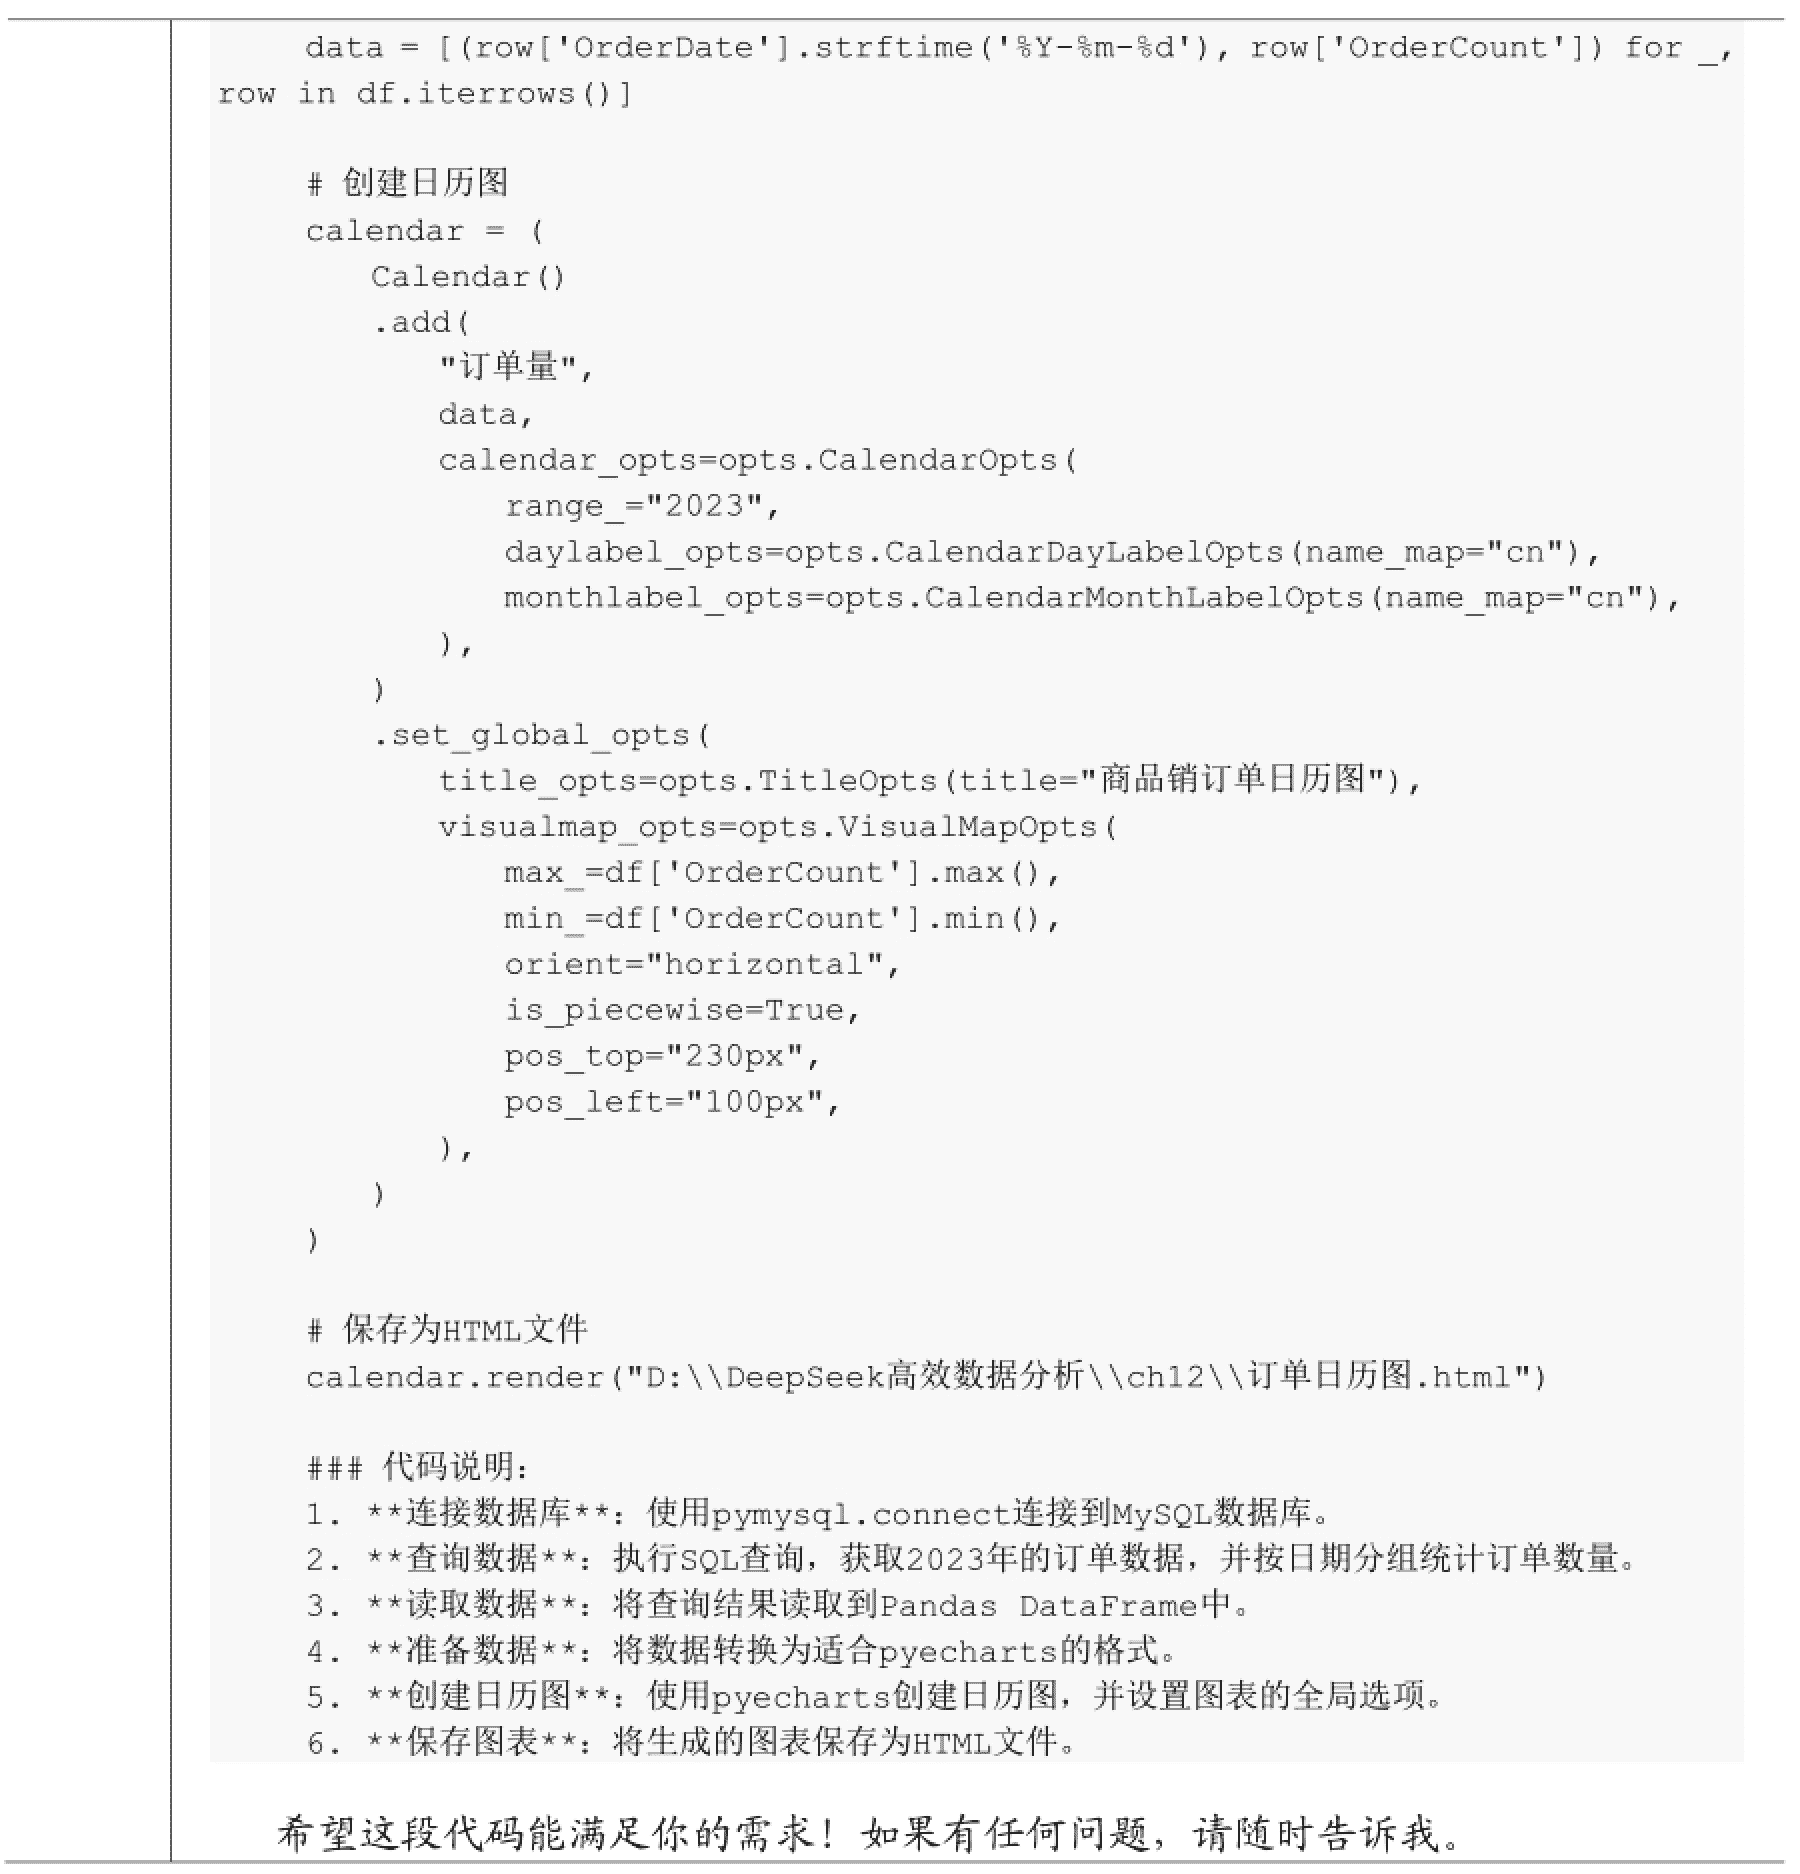 data = [(row['OrderDate'].strftime('%Y-%m-%d'), row['OrderCount']) for _,
row in df.iterrows()]
# 创建日历图
calendar = (
Calendar()
.add(
"订单量",
data,
calendar_opts=opts.CalendarOpts(
range_="2023",
daylabel_opts=opts.CalendarDayLabelOpts(name_map="cn"),
monthlabel_opts=opts.CalendarMonthLabelOpts(name_map="cn"),
),
)
.set_global_opts(
title_opts=opts.TitleOpts(title="商品销订单日历图"),
visualmap_opts=opts.VisualMapOpts(
max_=df['OrderCount'].max(),
min_=df['OrderCount'].min(),
orient="horizontal",
is_piecewise=True,
pos_top="230px",
pos_left="100px",
),
)
)
# 保存为HTML文件
calendar.render("D:\\DeepSeek高效数据分析\\ch12\\订单日历图.html")
### 代码说明：
1. **连接数据库**：使用pymysql.connect连接到MySQL数据库。
2. **查询数据**：执行SQL查询，获取2023年的订单数据，并按日期分组统计订单数量。
3. **读取数据**：将查询结果读取到Pandas DataFrame中。
4. **准备数据**：将数据转换为适合pyecharts的格式。
5. **创建日历图**：使用pyecharts创建日历图，并设置图表的全局选项。
6. **保存图表**：将生成的图表保存为HTML文件。
希望这段代码能满足你的需求！如果有任何问题，请随时告诉我。